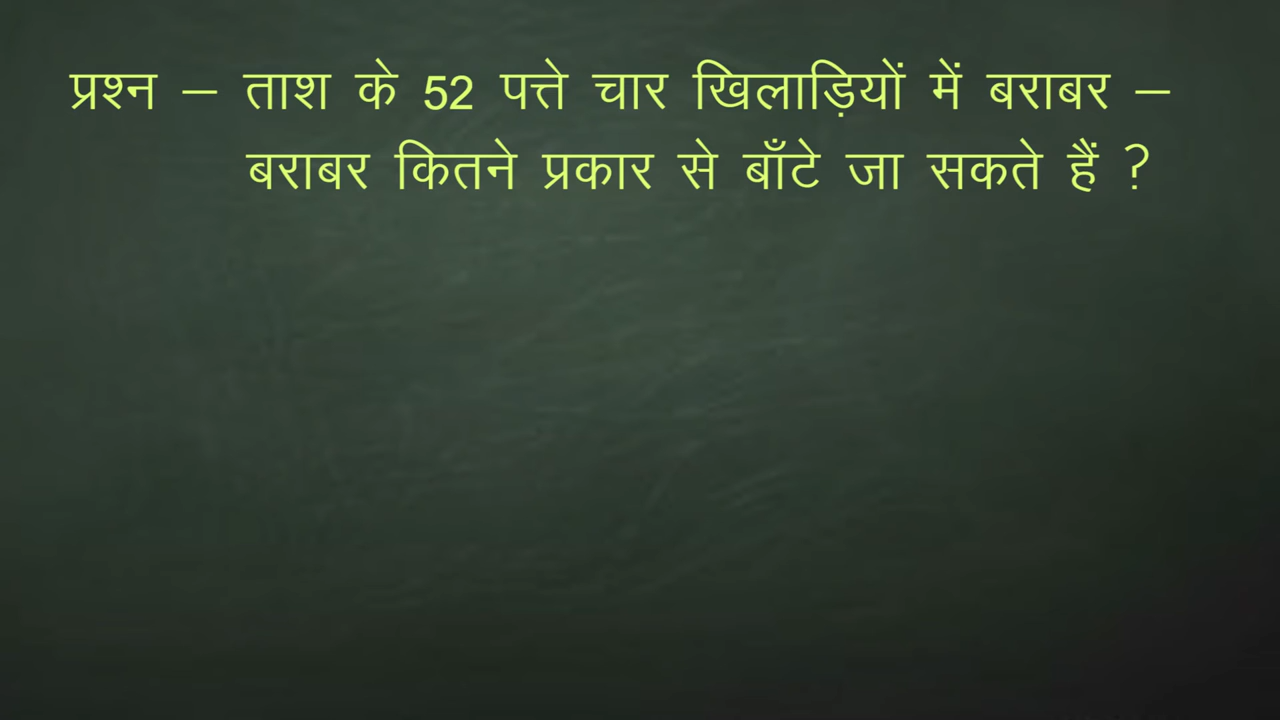 प्रश्न – ताश के 52 पत्ते चार खिलाड़ियों में बराबर –
बराबर कितने प्रकार से बाँटे जा सकते हैं ?